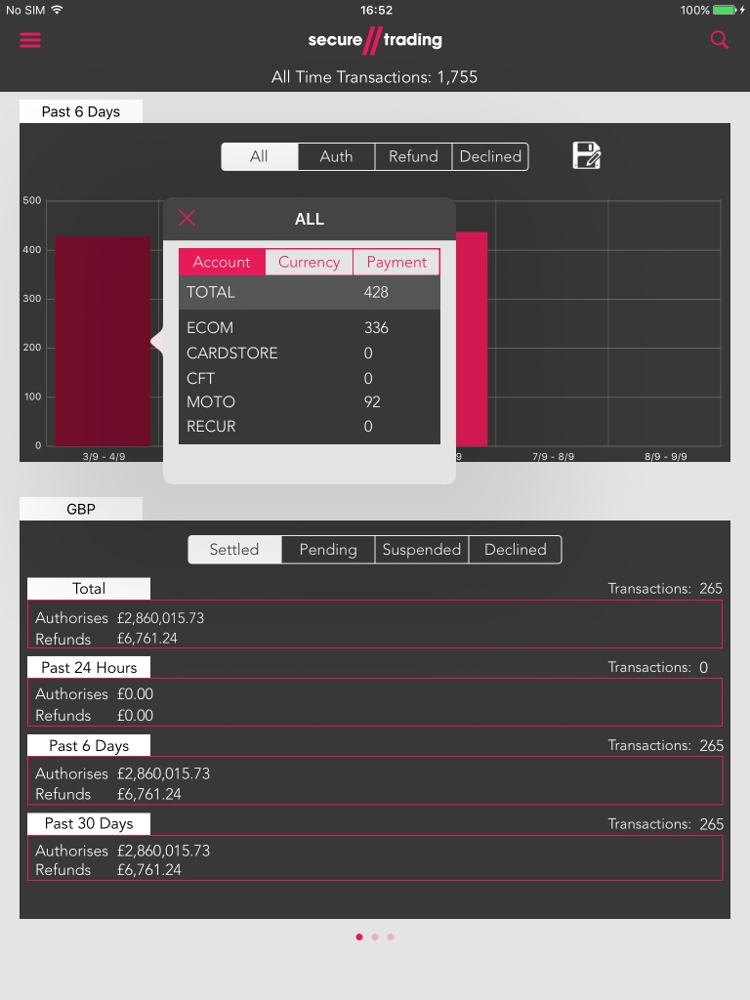 No SIM 16:52 100%
secure//trading
All Time Transactions: 1,755
Past 6 Days
All Auth Refund Declined
500
400
300
200
100
0
ALL
Account Currency Payment
TOTAL 428
ECOM 336
CARDSTORE 0
CFT 0
MOTO 92
RECUR 0
3/9 - 4/9 9 7/9 - 8/9 8/9 - 9/9
GBP
Settled Pending Suspended Declined
Total Transactions: 265
Authorises £2,860,015.73
Refunds £6,761.24
Past 24 Hours Transactions: 0
Authorises £0.00
Refunds £0.00
Past 6 Days Transactions: 265
Authorises £2,860,015.73
Refunds £6,761.24
Past 30 Days Transactions: 265
Authorises £2,860,015.73
Refunds £6,761.24